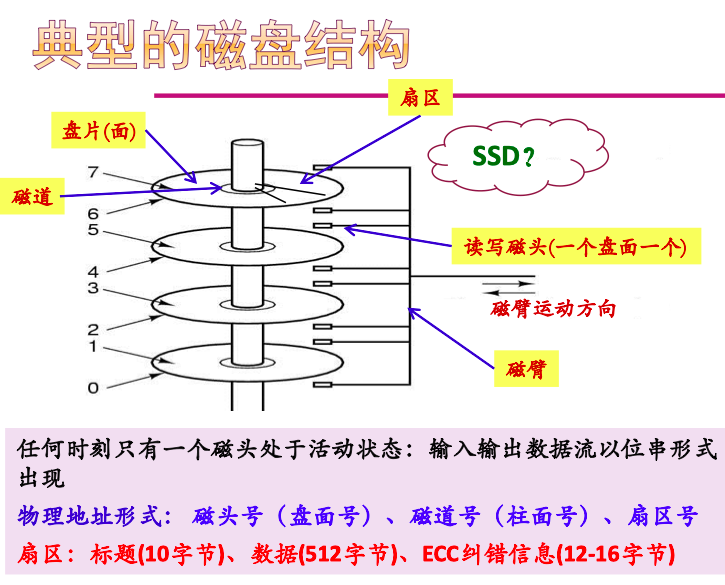 典型的磁盘结构
扇区
盘片(面)
SSD?
7
磁道
6
5
读写磁头(一个盘面一个)
4
3
磁臂运动方向
2
1
磁臂
0
任何时刻只有一个磁头处于活动状态：输入输出数据流以位串形式
出现
物理地址形式： 磁头号（盘面号）、磁道号（柱面号）、扇区号
扇区：标题(10字节)、数据(512字节)、ECC纠错信息(12-16字节)